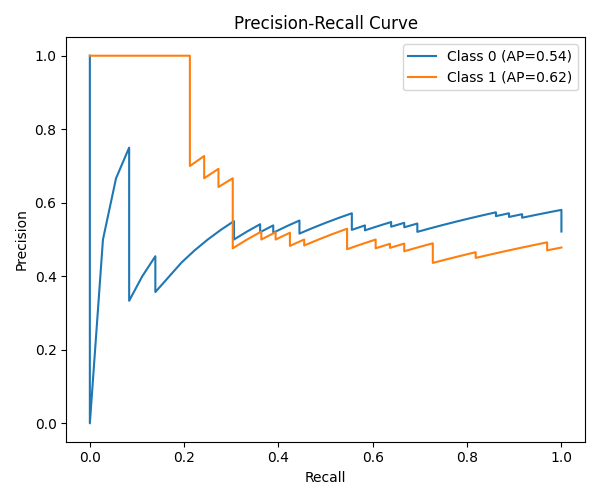 Precision-Recall Curve
Class 0 (AP=0.54)
Class 1 (AP=0.62)
Precision
1.0
0.8
0.6
0.4
0.2
0.0
0.0 0.2 0.4 0.6 0.8 1.0
Recall